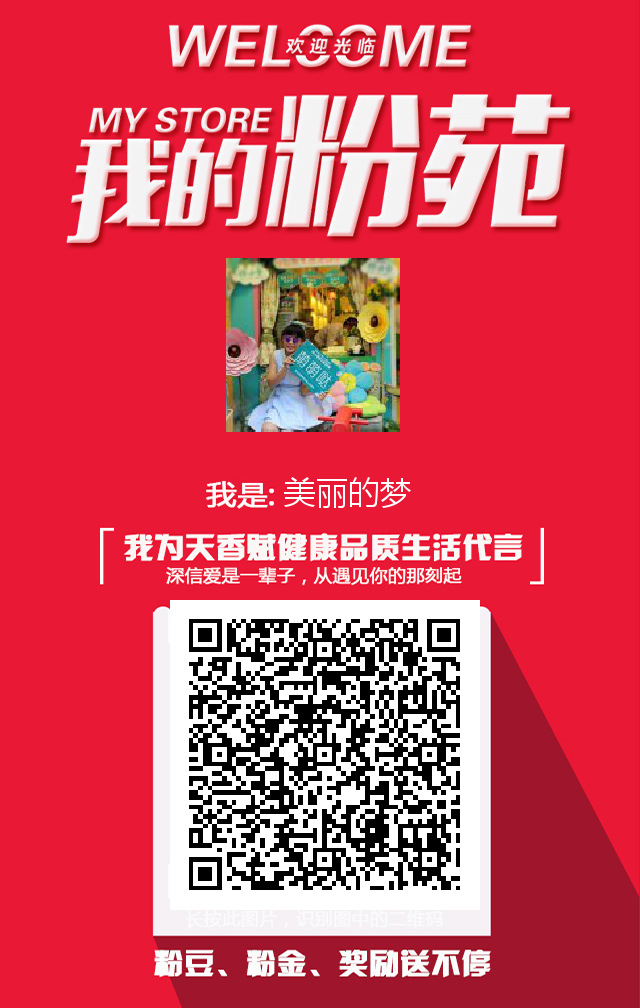 WELCOME
欢迎光临
MY STORE
我的粉苑
萌萌哒
我是: 美丽的梦
我为天香赋健康品质生活代言
深信爱是一辈子，从遇见你的那刻起
长按此图片，识别图中的二维码
粉豆、粉金、奖励送不停